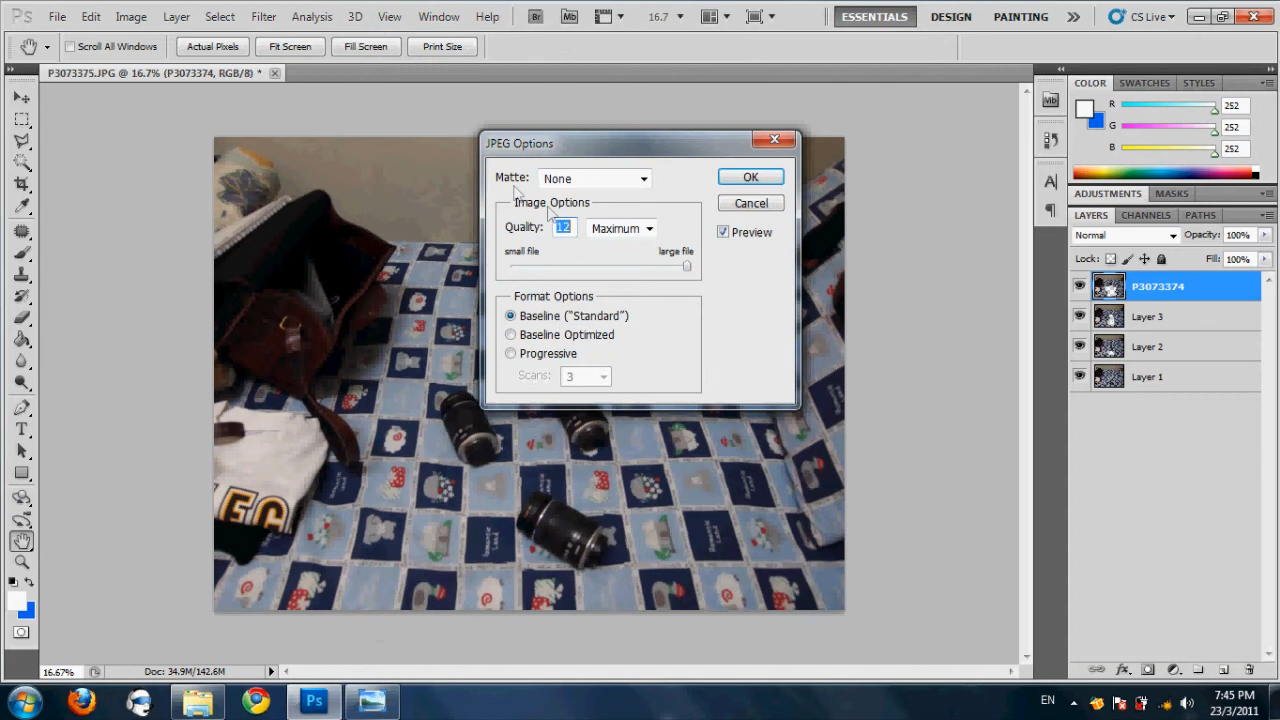 Ps File Edit Image Layer Select Filter Analysis 3D View Window Help Br Mb 16.7 ESSENTIALS DESIGN PAINTING CS Live
Scroll All Windows Actual Pixels Fit Screen Fill Screen Print Size
P3073375.JPG @ 16.7% (P3073374, RGB/8) *
JPEG Options
Matte: None OK
Image Options Cancel
Quality: 12 Maximum Preview
small file large file
Format Options
Baseline ("Standard")
Baseline Optimized
Progressive
Scans: 3
Mb
COLOR SWATCHES STYLES
R 252
G 252
B 252
ADJUSTMENTS MASKS
LAYERS CHANNELS PATHS
Normal Opacity: 100%
Lock: Fill: 100%
P3073374
Layer 3
Layer 2
Layer 1
16.67% Doc: 34.9M/142.6M
Ps EN 7:45 PM
23/3/2011